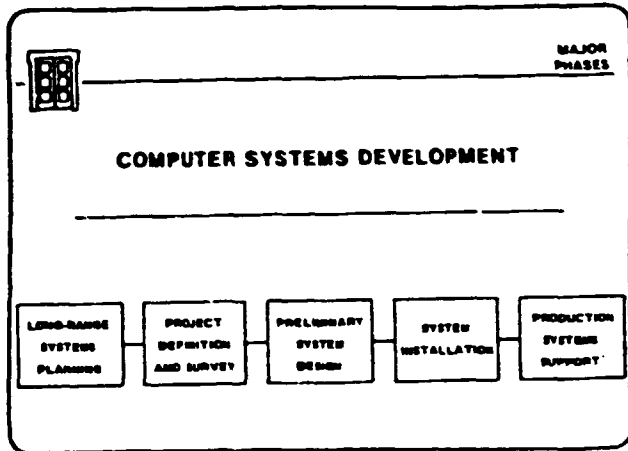 MAJOR
PHASES
COMPUTER SYSTEMS DEVELOPMENT
LONG-RANGE
SYSTEMS
PLANNING
PROJECT
DEFINITION
AND SURVEY
PRELIMINARY
SYSTEM
DESIGN
SYSTEM
INSTALLATION
PRODUCTION
SYSTEMS
SUPPORT